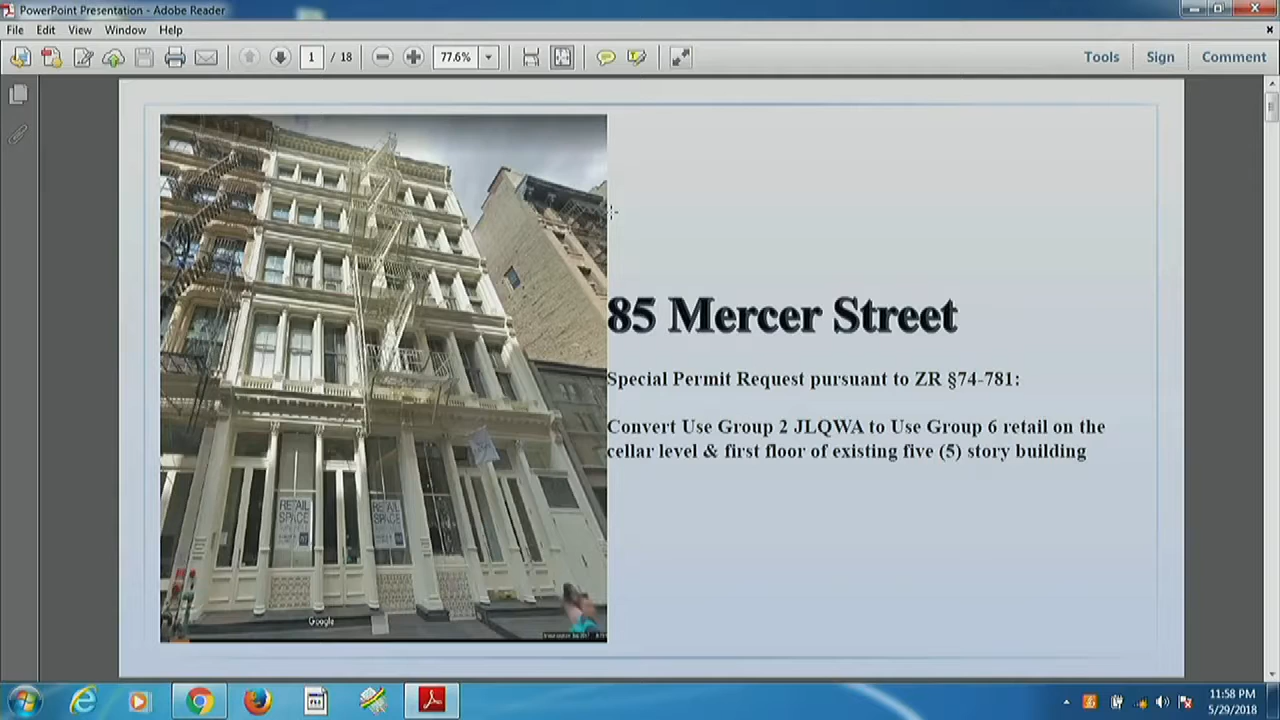 PowerPoint Presentation - Adobe Reader
File Edit View Window Help
1 / 18 77.6% Tools Sign Comment
85 Mercer Street
Special Permit Request pursuant to ZR §74-781:
Convert Use Group 2 JLQWA to Use Group 6 retail on the
cellar level & first floor of existing five (5) story building
RETAIL
SPACE
RETAIL
SPACE
Google
11:58 PM
5/29/2018